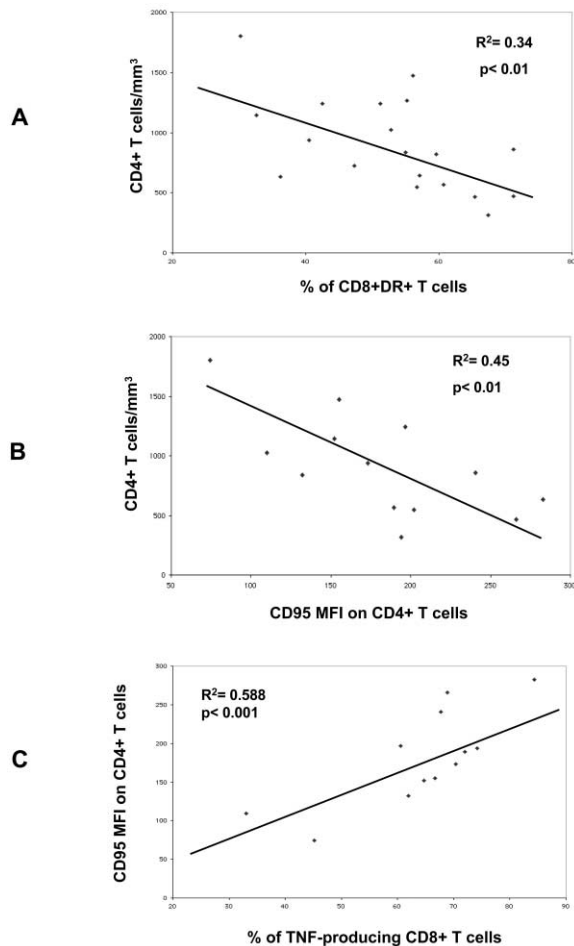 A
CD4+ T cells/mm³
2000
1500
1000
500
0
R²= 0.34
p< 0.01
20
40
60
80
% of CD8+DR+ T cells
B
CD4+ T cells/mm³
2000
1500
1000
500
0
R²= 0.45
p< 0.01
50
100
150
200
250
300
CD95 MFI on CD4+ T cells
C
CD95 MFI on CD4+ T cells
300
250
200
150
100
50
0
R²= 0.588
p< 0.001
20
30
40
50
60
70
80
90
% of TNF-producing CD8+ T cells